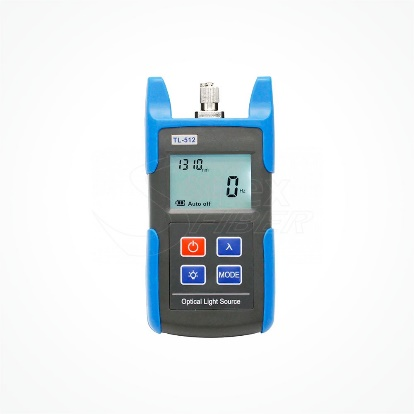 TL-512
1310nm
0Hz
Auto off
λ
MODE
Optical Light Source